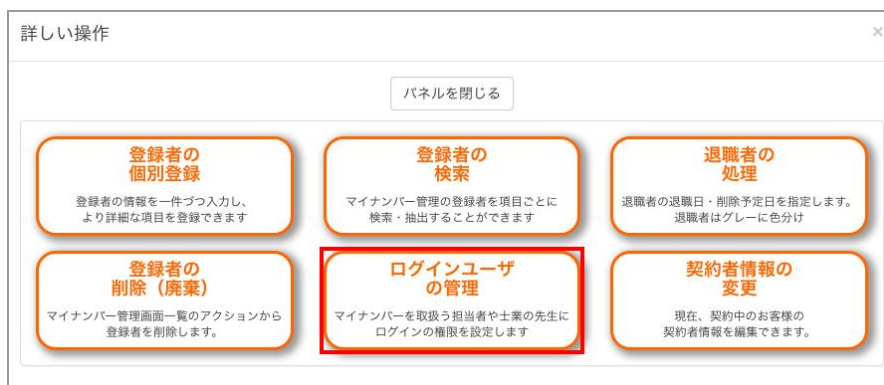 詳しい操作
×
パネルを閉じる
登録者の
個別登録
登録者の情報を一件づつ入力し、
より詳細な項目を登録できます
登録者の
検索
マイナンバー管理の登録者を項目ごとに
検索・抽出することができます
退職者の
処理
退職者の退職日・削除予定日を指定します。
退職者はグレーに色分け
登録者の
削除（廃棄）
マイナンバー管理画面一覧のアクションから
登録者を削除します。
ログインユーザ
の管理
マイナンバーを取扱う担当者や士業の先生に
ログインの権限を設定します
契約者情報の
変更
現在、契約中のお客様の
契約者情報を編集できます。